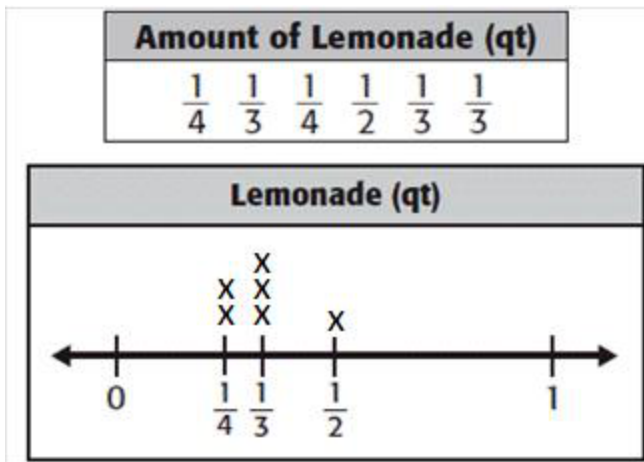 Amount of Lemonade (qt)
1/4 1/3 1/4 1/2 1/3 1/3
Lemonade (qt)
X
X X
X X X
0 1/4 1/3 1/2 1